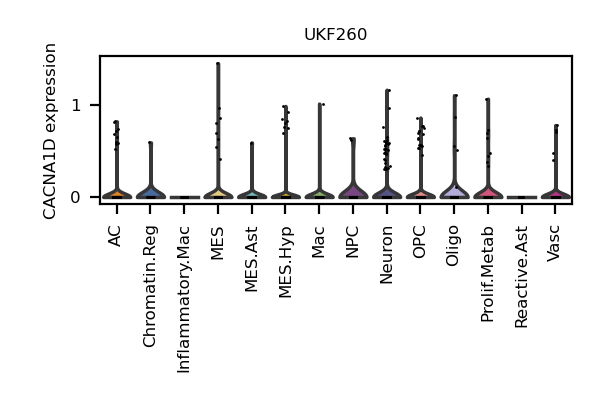 UKF260
CACNA1D expression
1
0
AC
Chromatin.Reg
Inflammatory.Mac
MES
MES.Ast
MES.Hyp
Mac
NPC
Neuron
OPC
Oligo
Prolif.Metab
Reactive.Ast
Vasc